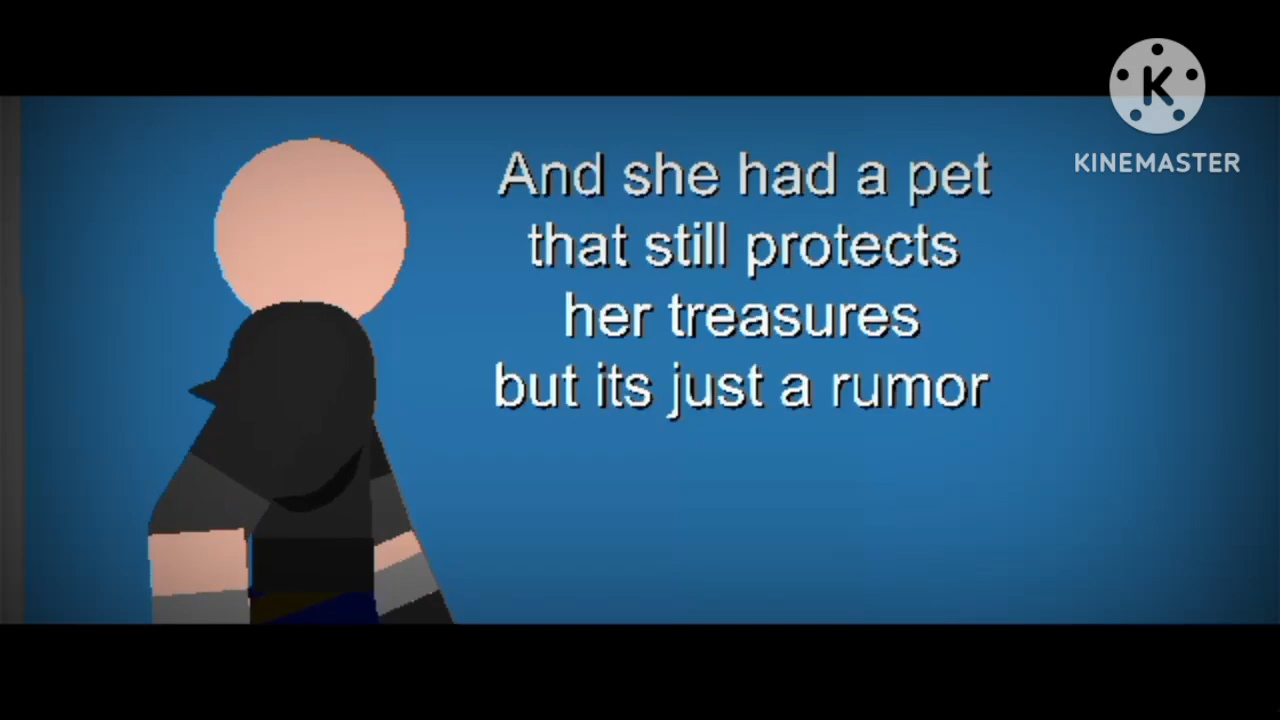 And she had a pet
that still protects
her treasures
but its just a rumor
K
KINEMASTER